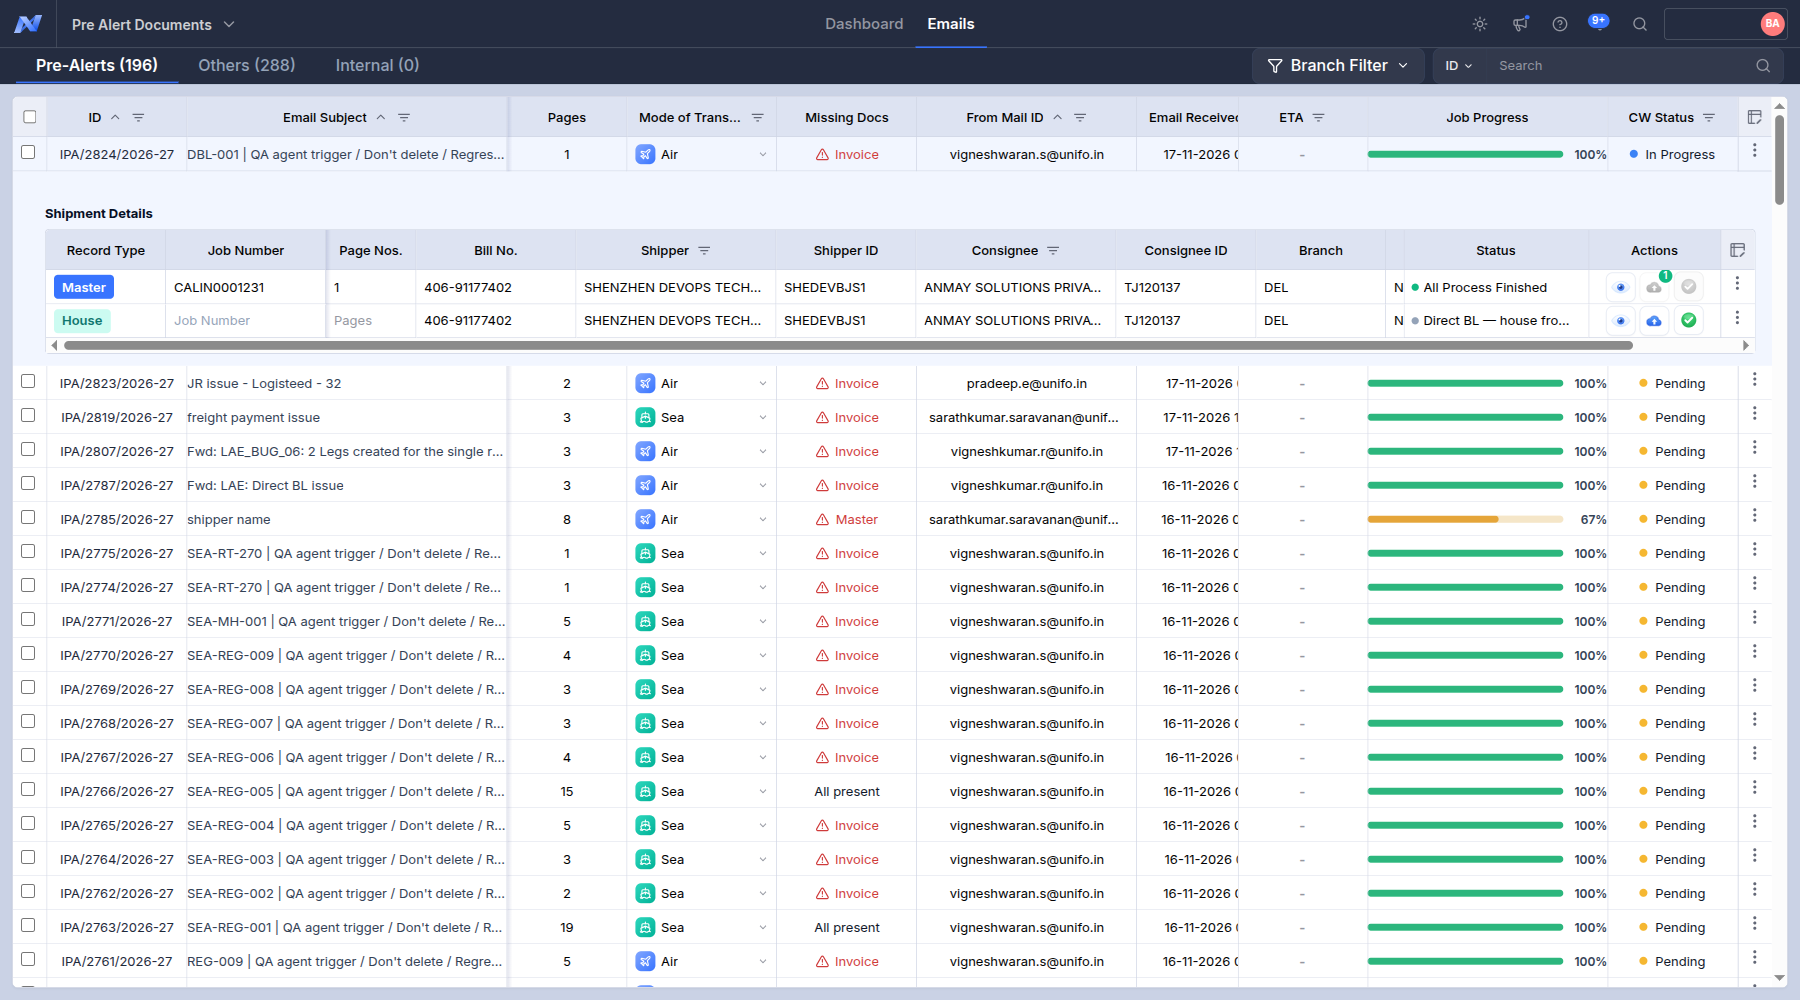 Pre Alert Documents
Dashboard
Emails
9+
BA
Pre-Alerts (196)
Others (288)
Internal (0)
Branch Filter
ID
Search
ID Email Subject Pages Mode of Trans... Missing Docs From Mail ID Email Received ETA Job Progress CW Status
IPA/2824/2026-27 DBL-001 | QA agent trigger / Don't delete / Regres... 1 Air Invoice vigneshwaran.s@unifo.in 17-11-2026 0 - 100% In Progress
Shipment Details
Record Type Job Number Page Nos. Bill No. Shipper Shipper ID Consignee Consignee ID Branch Status Actions
Master CALIN0001231 1 406-91177402 SHENZHEN DEVOPS TECH... SHEDEVBJS1 ANMAY SOLUTIONS PRIVA... TJ120137 DEL N All Process Finished 1
House Job Number Pages 406-91177402 SHENZHEN DEVOPS TECH... SHEDEVBJS1 ANMAY SOLUTIONS PRIVA... TJ120137 DEL N Direct BL — house fro...
IPA/2823/2026-27 JR issue - Logisteed - 32 2 Air Invoice pradeep.e@unifo.in 17-11-2026 - 100% Pending
IPA/2819/2026-27 freight payment issue 3 Sea Invoice sarathkumar.saravanan@unif... 17-11-2026 1 - 100% Pending
IPA/2807/2026-27 Fwd: LAE_BUG_06: 2 Legs created for the single r... 3 Air Invoice vigneshkumar.r@unifo.in 17-11-2026 - 100% Pending
IPA/2787/2026-27 Fwd: LAE: Direct BL issue 3 Air Invoice vigneshkumar.r@unifo.in 16-11-2026 0 - 100% Pending
IPA/2785/2026-27 shipper name 8 Air Master sarathkumar.saravanan@unif... 16-11-2026 0 - 67% Pending
IPA/2775/2026-27 SEA-RT-270 | QA agent trigger / Don't delete / Re... 1 Sea Invoice vigneshwaran.s@unifo.in 16-11-2026 0 - 100% Pending
IPA/2774/2026-27 SEA-RT-270 | QA agent trigger / Don't delete / Re... 1 Sea Invoice vigneshwaran.s@unifo.in 16-11-2026 0 - 100% Pending
IPA/2771/2026-27 SEA-MH-001 | QA agent trigger / Don't delete / Re... 5 Sea Invoice vigneshwaran.s@unifo.in 16-11-2026 0 - 100% Pending
IPA/2770/2026-27 SEA-REG-009 | QA agent trigger / Don't delete / R... 4 Sea Invoice vigneshwaran.s@unifo.in 16-11-2026 0 - 100% Pending
IPA/2769/2026-27 SEA-REG-008 | QA agent trigger / Don't delete / R... 3 Sea Invoice vigneshwaran.s@unifo.in 16-11-2026 0 - 100% Pending
IPA/2768/2026-27 SEA-REG-007 | QA agent trigger / Don't delete / R... 3 Sea Invoice vigneshwaran.s@unifo.in 16-11-2026 0 - 100% Pending
IPA/2767/2026-27 SEA-REG-006 | QA agent trigger / Don't delete / R... 4 Sea Invoice vigneshwaran.s@unifo.in 16-11-2026 0 - 100% Pending
IPA/2766/2026-27 SEA-REG-005 | QA agent trigger / Don't delete / R... 15 Sea All present vigneshwaran.s@unifo.in 16-11-2026 0 - 100% Pending
IPA/2765/2026-27 SEA-REG-004 | QA agent trigger / Don't delete / R... 5 Sea Invoice vigneshwaran.s@unifo.in 16-11-2026 0 - 100% Pending
IPA/2764/2026-27 SEA-REG-003 | QA agent trigger / Don't delete / R... 3 Sea Invoice vigneshwaran.s@unifo.in 16-11-2026 0 - 100% Pending
IPA/2762/2026-27 SEA-REG-002 | QA agent trigger / Don't delete / R... 2 Sea Invoice vigneshwaran.s@unifo.in 16-11-2026 0 - 100% Pending
IPA/2763/2026-27 SEA-REG-001 | QA agent trigger / Don't delete / R... 19 Sea All present vigneshwaran.s@unifo.in 16-11-2026 0 - 100% Pending
IPA/2761/2026-27 REG-009 | QA agent trigger / Don't delete / Regre... 5 Air Invoice vigneshwaran.s@unifo.in 16-11-2026 0 - 100% Pending